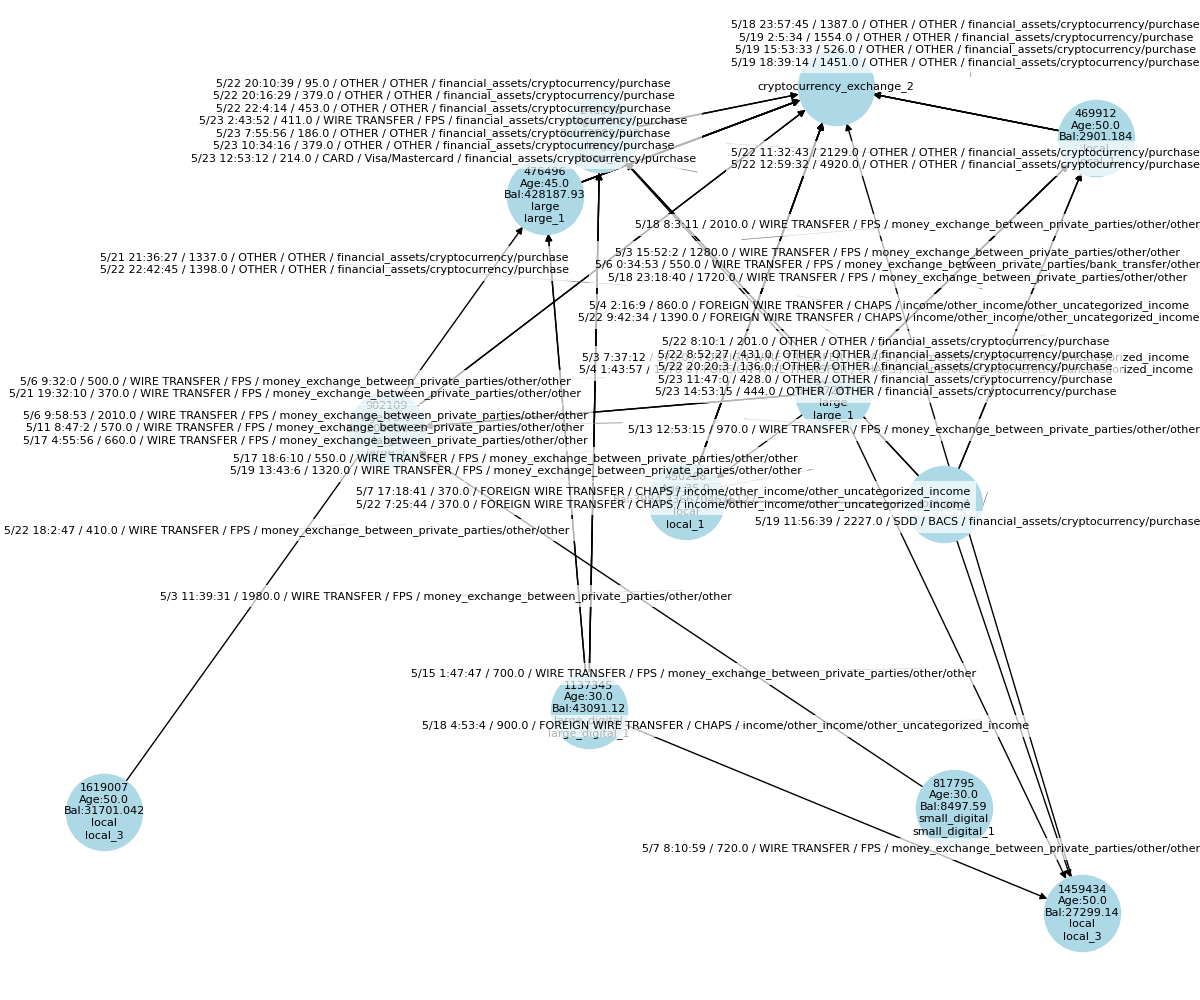 5/18 23:57:45 / 1387.0 / OTHER / OTHER / financial_assets/cryptocurrency/purchase
5/19 2:5:34 / 1554.0 / OTHER / OTHER / financial_assets/cryptocurrency/purchase
5/19 15:53:33 / 526.0 / OTHER / OTHER / financial_assets/cryptocurrency/purchase
5/19 18:39:14 / 1451.0 / OTHER / OTHER / financial_assets/cryptocurrency/purchase
cryptocurrency_exchange_2
5/22 20:10:39 / 95.0 / OTHER / OTHER / financial_assets/cryptocurrency/purchase
5/22 20:16:29 / 379.0 / OTHER / OTHER / financial_assets/cryptocurrency/purchase
5/22 22:4:14 / 453.0 / OTHER / OTHER / financial_assets/cryptocurrency/purchase
5/23 2:43:52 / 411.0 / WIRE TRANSFER / FPS / financial_assets/cryptocurrency/purchase
5/23 7:55:56 / 186.0 / OTHER / OTHER / financial_assets/cryptocurrency/purchase
5/23 10:34:16 / 379.0 / OTHER / OTHER / financial_assets/cryptocurrency/purchase
5/23 12:53:12 / 214.0 / CARD / Visa/Mastercard / financial_assets/cryptocurrency/purchase
469912
Age:50.0
Bal:2901.184
local
5/22 11:32:43 / 2129.0 / OTHER / OTHER / financial_assets/cryptocurrency/purchase
5/22 12:59:32 / 4920.0 / OTHER / OTHER / financial_assets/cryptocurrency/purchase
476496
Age:45.0
Bal:428187.93
large
large_1
5/18 8:3:11 / 2010.0 / WIRE TRANSFER / FPS / money_exchange_between_private_parties/other/other
5/3 15:52:2 / 1280.0 / WIRE TRANSFER / FPS / money_exchange_between_private_parties/other/other
5/6 0:34:53 / 550.0 / WIRE TRANSFER / FPS / money_exchange_between_private_parties/bank_transfer/other
5/18 23:18:40 / 1720.0 / WIRE TRANSFER / FPS / money_exchange_between_private_parties/other/other
5/21 21:36:27 / 1337.0 / OTHER / OTHER / financial_assets/cryptocurrency/purchase
5/22 22:42:45 / 1398.0 / OTHER / OTHER / financial_assets/cryptocurrency/purchase
5/4 2:16:9 / 860.0 / FOREIGN WIRE TRANSFER / CHAPS / income/other_income/other_uncategorized_income
5/22 9:42:34 / 1390.0 / FOREIGN WIRE TRANSFER / CHAPS / income/other_income/other_uncategorized_income
5/22 8:10:1 / 201.0 / OTHER / OTHER / financial_assets/cryptocurrency/purchase
5/22 8:52:27 / 431.0 / OTHER / OTHER / financial_assets/cryptocurrency/purchase
5/22 20:20:3 / 136.0 / OTHER / OTHER / financial_assets/cryptocurrency/purchase
5/23 11:47:0 / 428.0 / OTHER / OTHER / financial_assets/cryptocurrency/purchase
5/23 14:53:15 / 444.0 / OTHER / OTHER / financial_assets/cryptocurrency/purchase
5/3 7:37:12
5/4 1:43:57
large
large_1
5/6 9:32:0 / 500.0 / WIRE TRANSFER / FPS / money_exchange_between_private_parties/other/other
5/21 19:32:10 / 370.0 / WIRE TRANSFER / FPS / money_exchange_between_private_parties/other/other
902109
5/6 9:58:53 / 2010.0 / WIRE TRANSFER / FPS / money_exchange_between_private_parties/other/other
5/11 8:47:2 / 570.0 / WIRE TRANSFER / FPS / money_exchange_between_private_parties/other/other
5/17 4:55:56 / 660.0 / WIRE TRANSFER / FPS / money_exchange_between_private_parties/other/other
5/13 12:53:15 / 970.0 / WIRE TRANSFER / FPS / money_exchange_between_private_parties/other/other
5/17 18:6:10 / 550.0 / WIRE TRANSFER / FPS / money_exchange_between_private_parties/other/other
5/19 13:43:6 / 1320.0 / WIRE TRANSFER / FPS / money_exchange_between_private_parties/other/other
5/7 17:18:41 / 370.0 / FOREIGN WIRE TRANSFER / CHAPS / income/other_income/other_uncategorized_income
5/22 7:25:44 / 370.0 / FOREIGN WIRE TRANSFER / CHAPS / income/other_income/other_uncategorized_income
local
local_1
5/19 11:56:39 / 2227.0 / SDD / BACS / financial_assets/cryptocurrency/purchase
5/22 18:2:47 / 410.0 / WIRE TRANSFER / FPS / money_exchange_between_private_parties/other/other
5/3 11:39:31 / 1980.0 / WIRE TRANSFER / FPS / money_exchange_between_private_parties/other/other
5/15 1:47:47 / 700.0 / WIRE TRANSFER / FPS / money_exchange_between_private_parties/other/other
1137345
Age:30.0
Bal:43091.12
large_digital
large_digital_1
5/18 4:53:4 / 900.0 / FOREIGN WIRE TRANSFER / CHAPS / income/other_income/other_uncategorized_income
1619007
Age:50.0
Bal:31701.042
local
local_3
817795
Age:30.0
Bal:8497.59
small_digital
small_digital_1
5/7 8:10:59 / 720.0 / WIRE TRANSFER / FPS / money_exchange_between_private_parties/other/other
1459434
Age:50.0
Bal:27299.14
local
local_3